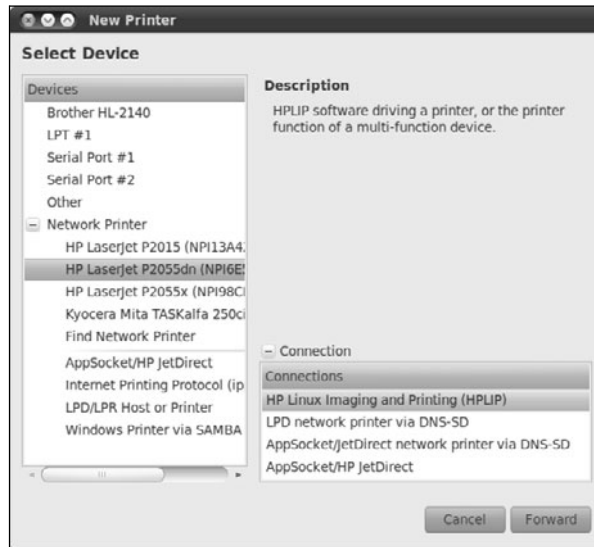 New Printer
Select Device
Devices
Brother HL-2140
LPT #1
Serial Port #1
Serial Port #2
Other
Network Printer
HP LaserJet P2015 (NPI13A4
HP LaserJet P2055dn (NPI6E
HP LaserJet P2055x (NPI98C
Kyocera Mita TASKalfa 250ci
Find Network Printer
AppSocket/HP JetDirect
Internet Printing Protocol (ip
LPD/LPR Host or Printer
Windows Printer via SAMBA
Description
HPLIP software driving a printer, or the printer
function of a multi-function device.
Connection
Connections
HP Linux Imaging and Printing (HPLIP)
LPD network printer via DNS-SD
AppSocket/JetDirect network printer via DNS-SD
AppSocket/HP JetDirect
Cancel
Forward